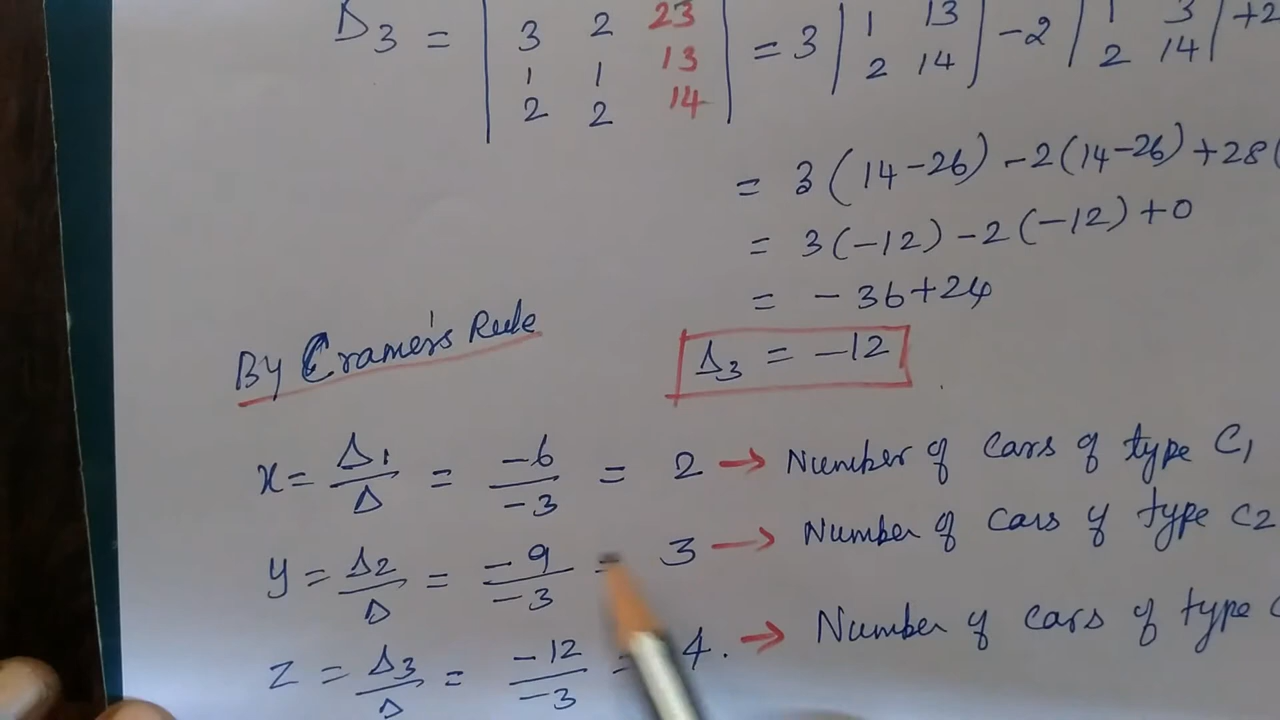 Δ3 = | 3 2 23 | = 3 | 1 13 | -2 | 1 3 | +2
1 1 13 2 14 2 14
2 2 14
= 3(14-26) -2(14-26) +28(
= 3(-12) -2(-12) +0
= -36+24
By Cramer's Rule
Δ3 = -12
x = Δ1/Δ = -6/-3 = 2 → Number of cars of type C1
y = Δ2/Δ = -9/-3 = 3 → Number of cars of type C2
z = Δ3/Δ = -12/-3 = 4. → Number of cars of type C